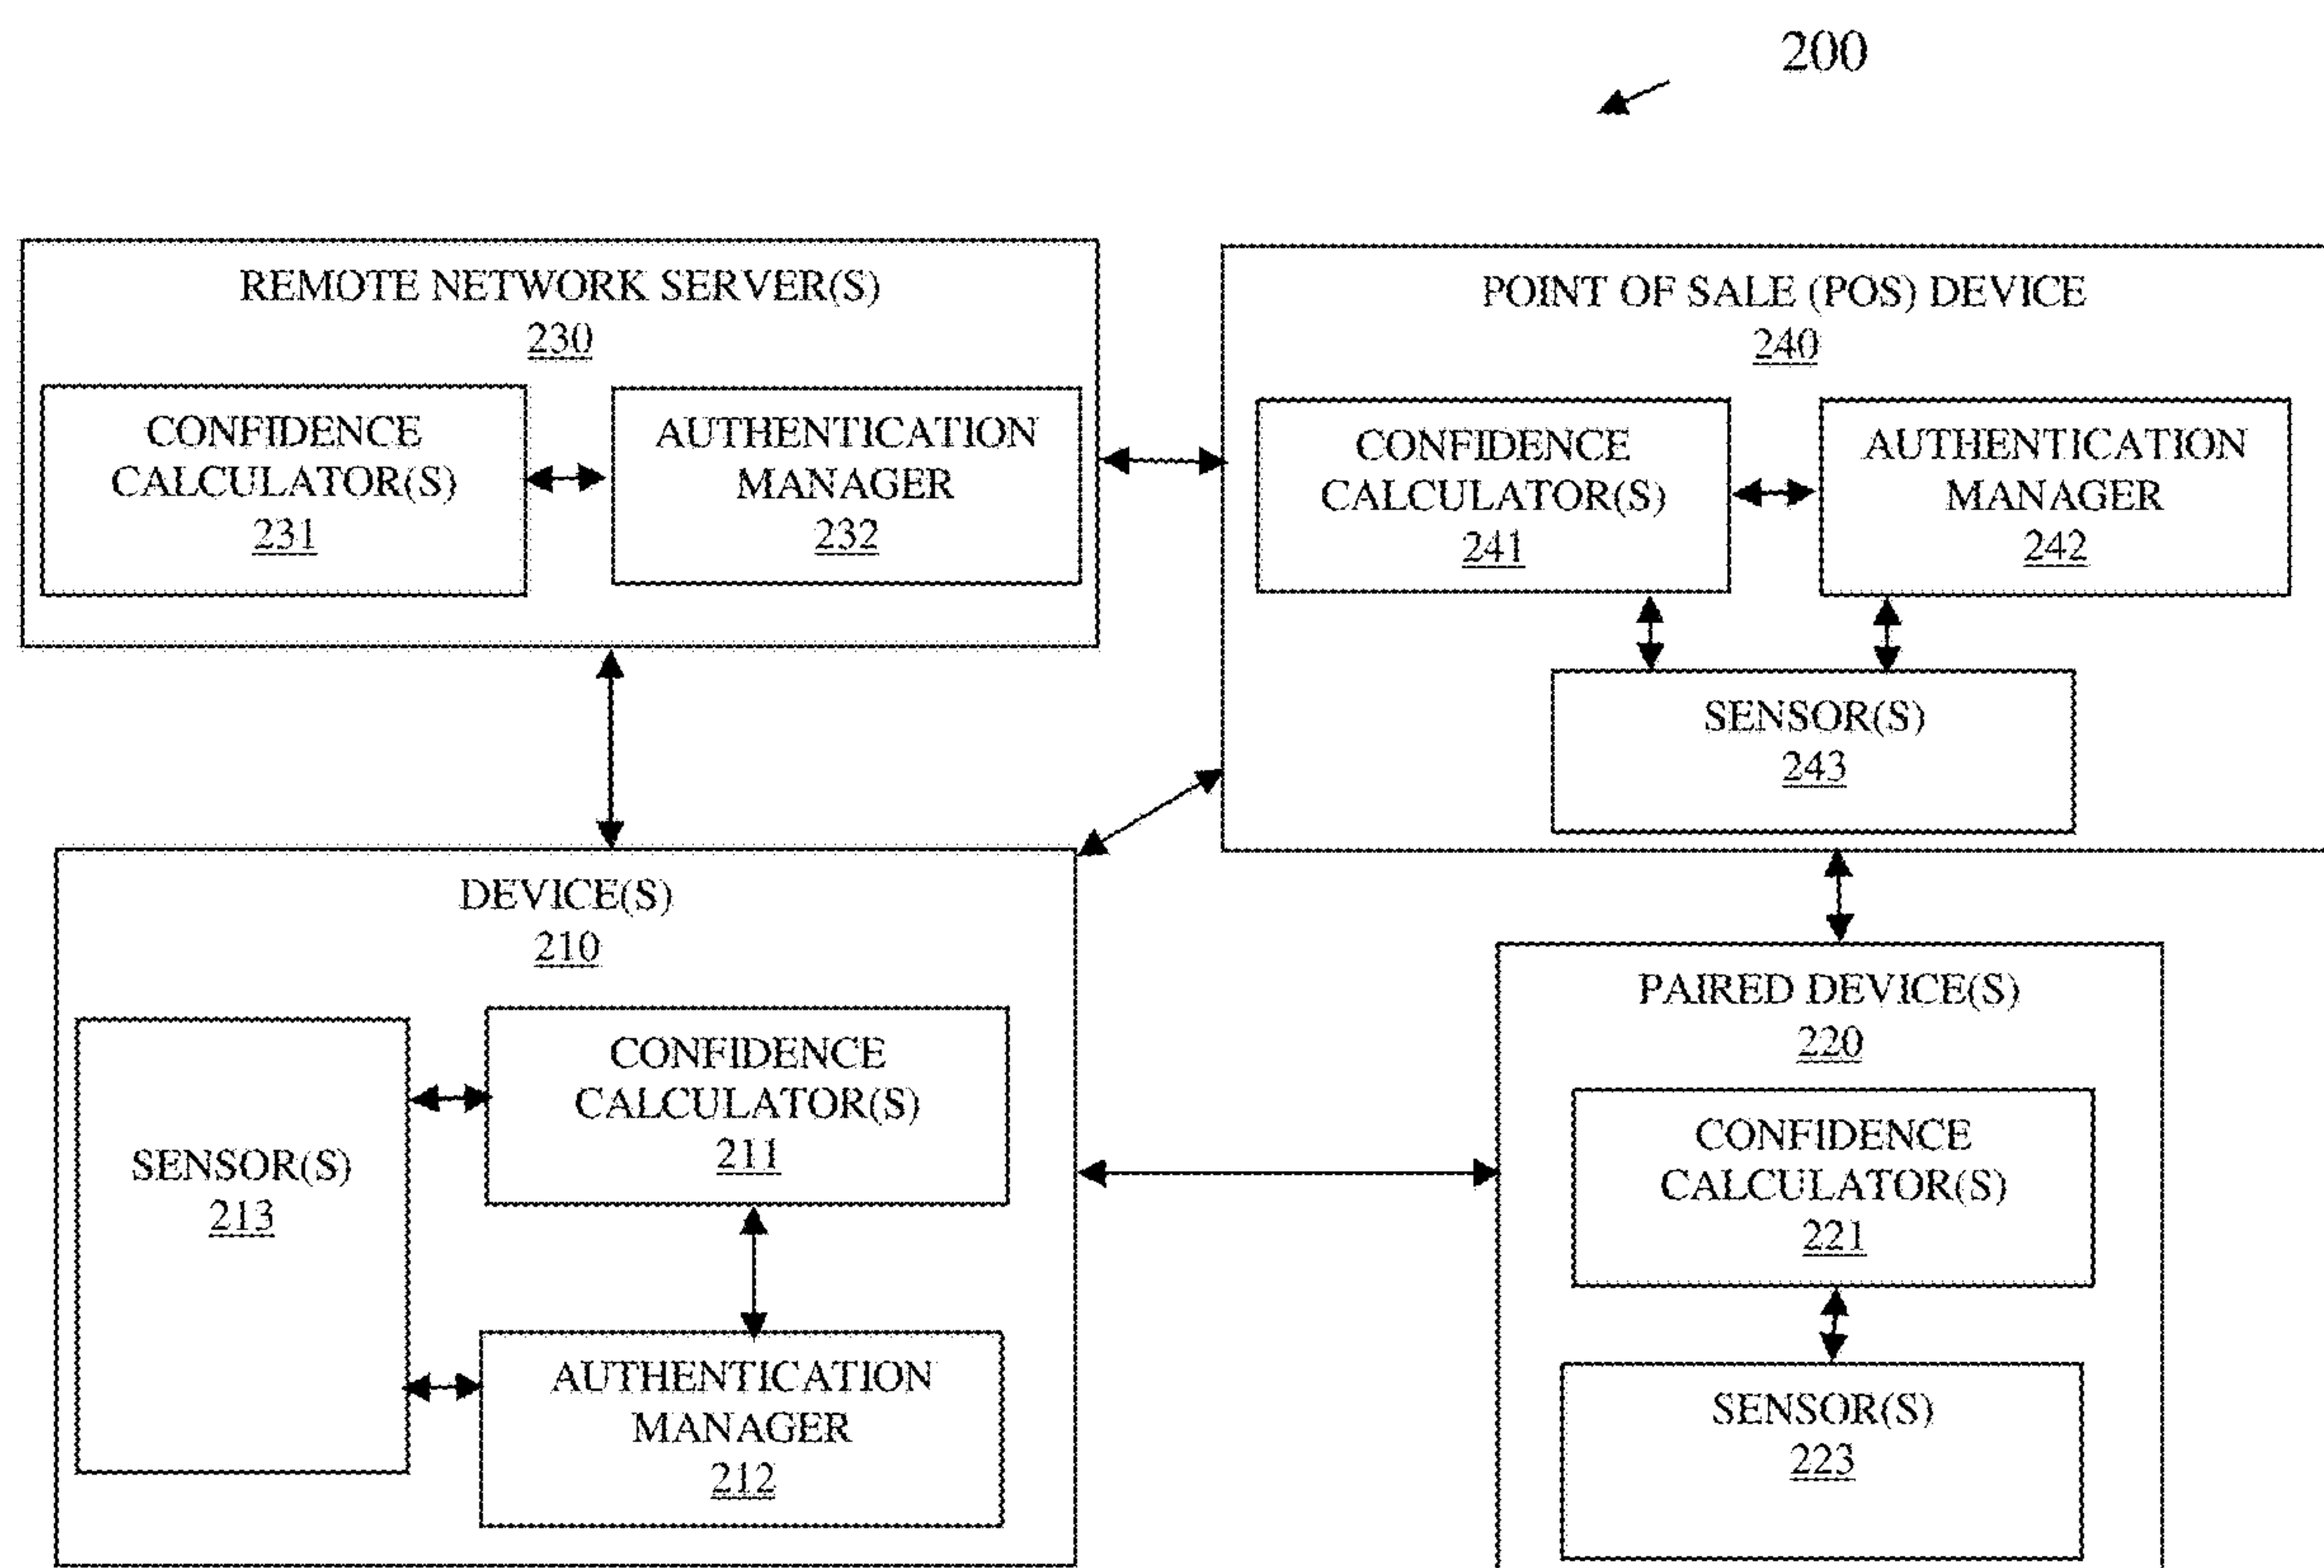 200
REMOTE NETWORK SERVER(S)
230
CONFIDENCE
CALCULATOR(S)
231
AUTHENTICATION
MANAGER
232
POINT OF SALE (POS) DEVICE
240
CONFIDENCE
CALCULATOR(S)
241
AUTHENTICATION
MANAGER
242
SENSOR(S)
243
DEVICE(S)
210
SENSOR(S)
213
CONFIDENCE
CALCULATOR(S)
211
AUTHENTICATION
MANAGER
212
PAIRED DEVICE(S)
220
CONFIDENCE
CALCULATOR(S)
221
SENSOR(S)
223